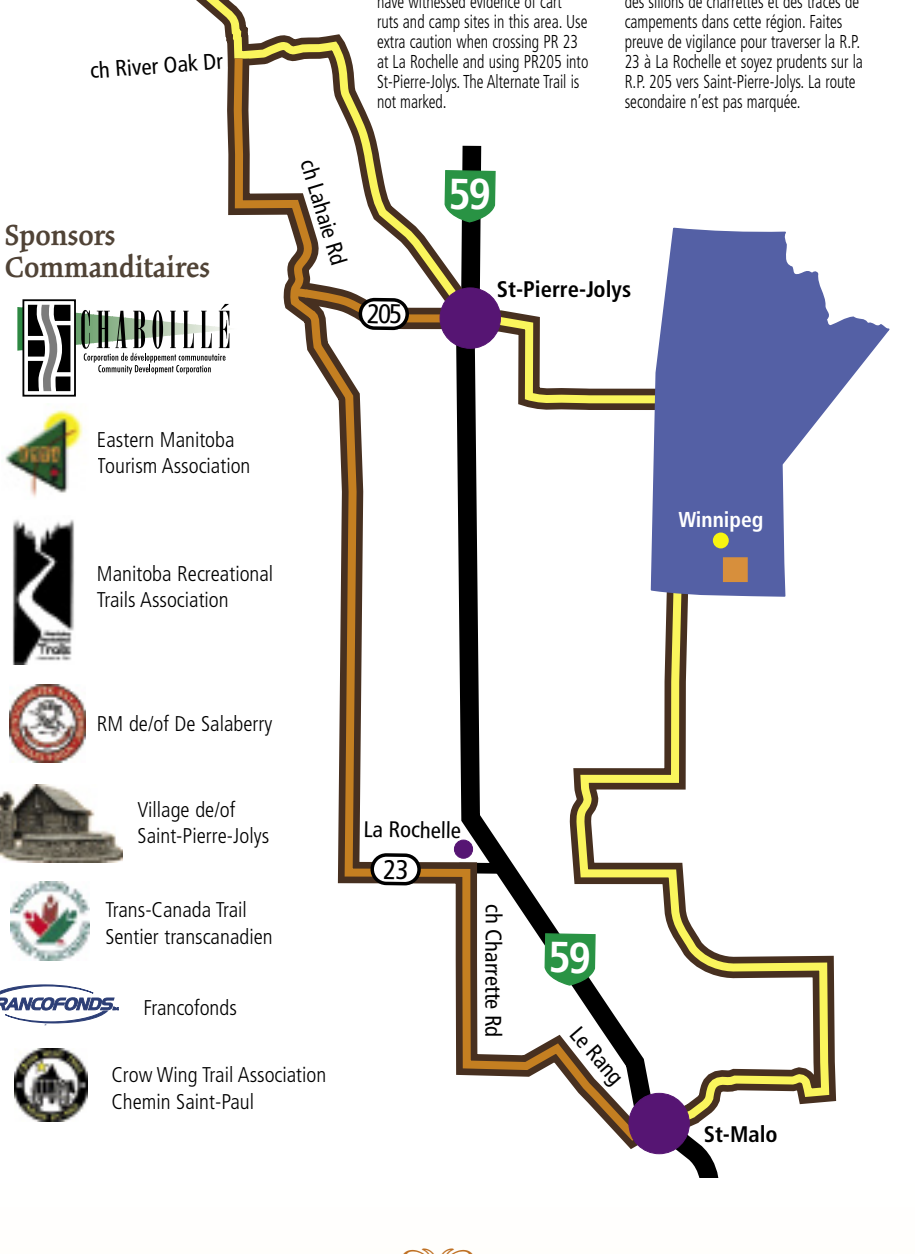 have witnessed evidence of cart
ruts and camp sites in this area. Use
extra caution when crossing PR 23
at La Rochelle and using PR205 into
St-Pierre-Jolys. The Alternate Trail is
not marked.
des sillons de charrettes et des traces de
campements dans cette région. Faites
preuve de vigilance pour traverser la R.P.
23 à La Rochelle et soyez prudents sur la
R.P. 205 vers Saint-Pierre-Jolys. La route
secondaire n'est pas marquée.
ch River Oak Dr
ch Lahaie Rd
59
St-Pierre-Jolys
205
Sponsors
Commanditaires
CHABOILLÉ
Corporation de développement communautaire
Community Development Corporation
Eastern Manitoba
Tourism Association
Winnipeg
Manitoba Recreational
Trails Association
Trails
RM de/of De Salaberry
Village de/of
Saint-Pierre-Jolys
La Rochelle
23
Trans-Canada Trail
Sentier transcanadien
ch Charrette Rd
59
FRANCOFONDS
Francofonds
Le Rang
Crow Wing Trail Association
Chemin Saint-Paul
St-Malo